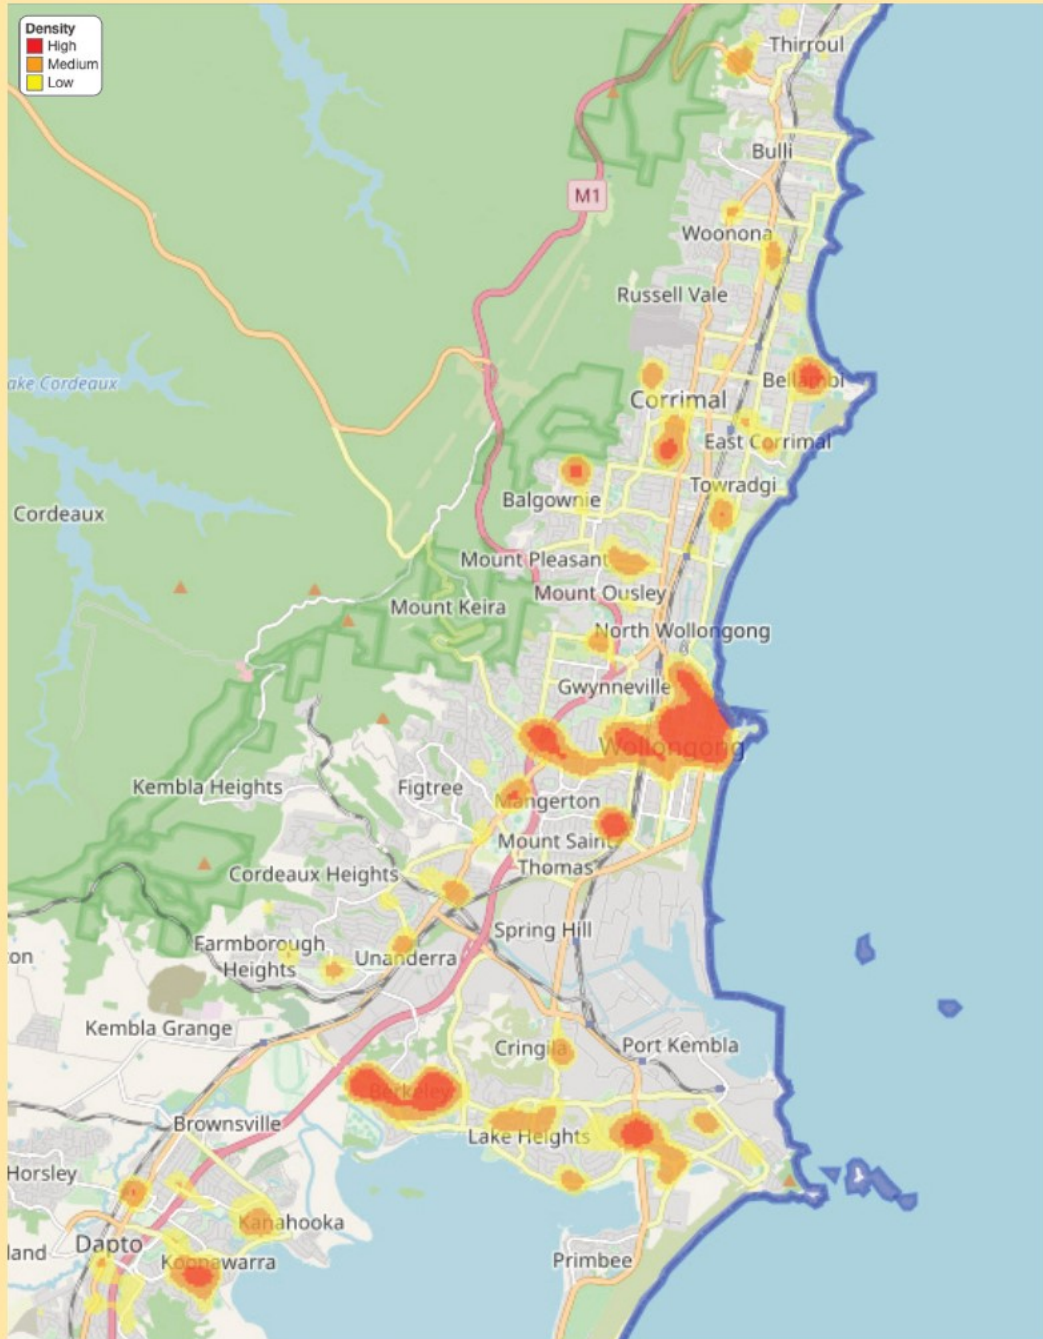 Density
High
Medium
Low
Thirroul
Bulli
M1
Woonona
Russell Vale
ake Cordeaux
Bellambi
Corrimal
East Corrimal
Towradgi
Balgownie
Cordeaux
Mount Pleasant
Mount Ousley
Mount Keira
North Wollongong
Gwynneville
Wollongong
Kembla Heights
Figtree
Mangerton
Mount Saint
Thomas
Cordeaux Heights
Spring Hill
Farmborough
Heights
Unanderra
on
Kembla Grange
Cringila
Port Kembla
Berkeley
Brownsville
Lake Heights
Horsley
Kanahooka
land
Dapto
Koonawarra
Primbee